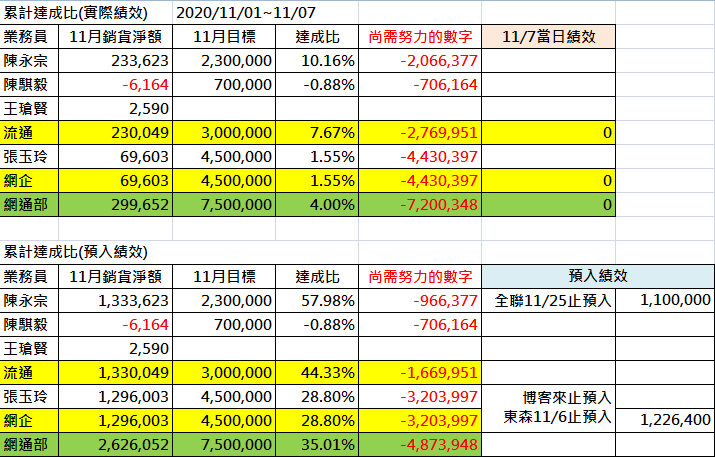 累計達成比(實際績效) 2020/11/01~11/07
業務員 11月銷貨淨額 11月目標 達成比 尚需努力的數字 11/7當日績效
陳永宗 233,623 2,300,000 10.16% -2,066,377
陳騏毅 -6,164 700,000 -0.88% -706,164
王瑲賢 2,590
流通 230,049 3,000,000 7.67% -2,769,951 0
張玉玲 69,603 4,500,000 1.55% -4,430,397
網企 69,603 4,500,000 1.55% -4,430,397 0
網通部 299,652 7,500,000 4.00% -7,200,348 0
累計達成比(預入績效)
業務員 11月銷貨淨額 11月目標 達成比 尚需努力的數字 預入績效
陳永宗 1,333,623 2,300,000 57.98% -966,377 全聯11/25止預入 1,100,000
陳騏毅 -6,164 700,000 -0.88% -706,164
王瑲賢 2,590
流通 1,330,049 3,000,000 44.33% -1,669,951
張玉玲 1,296,003 4,500,000 28.80% -3,203,997 博客來止預入
網企 1,296,003 4,500,000 28.80% -3,203,997 東森11/6止預入 1,226,400
網通部 2,626,052 7,500,000 35.01% -4,873,948